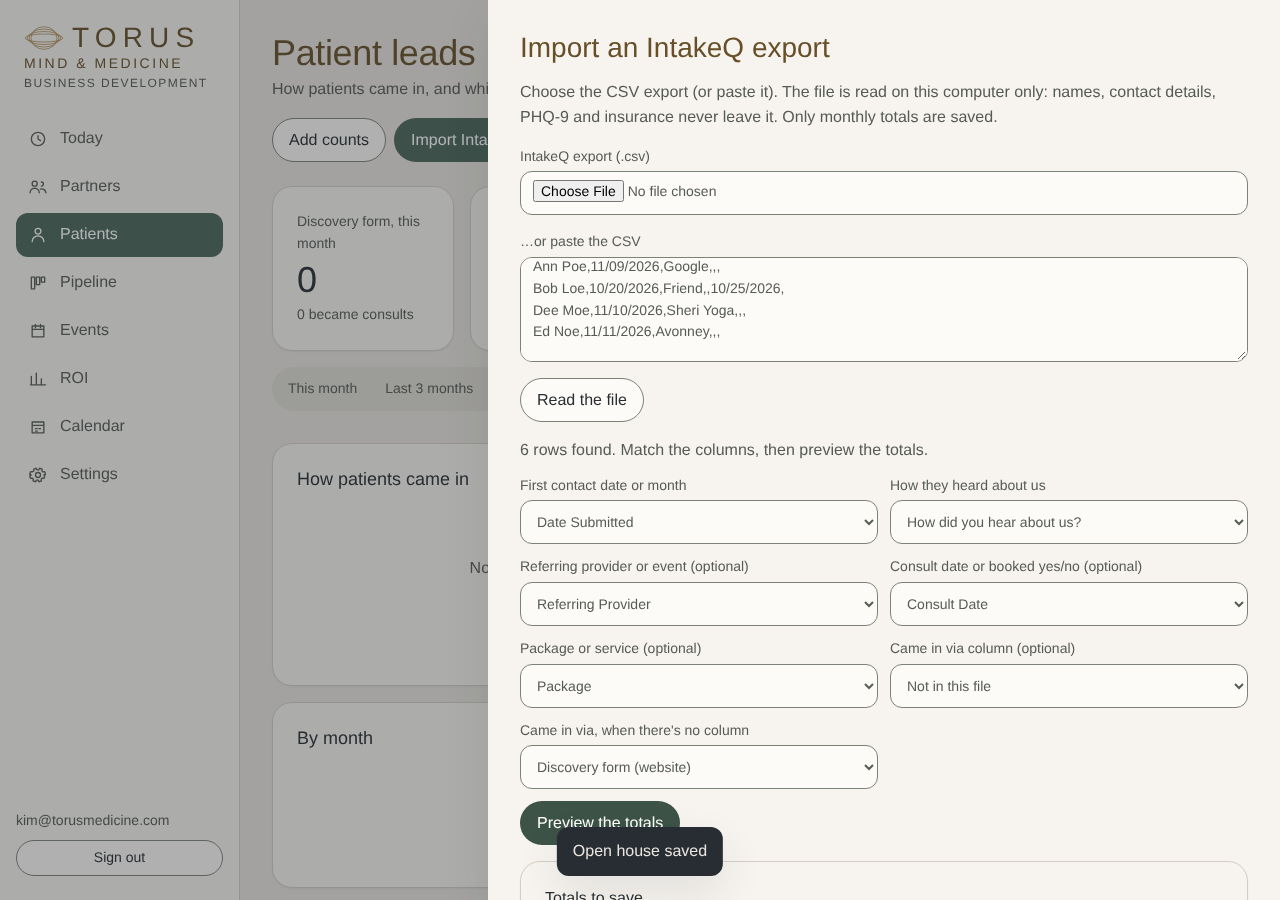 TORUS
MIND & MEDICINE
BUSINESS DEVELOPMENT
Today
Partners
Patients
Pipeline
Events
ROI
Calendar
Settings
kim@torusmedicine.com
Sign out
Patient leads
How patients came in, and whi
Add counts
Import Inta
Discovery form, this
month
0
0 became consults
This month
Last 3 months
How patients came in
No
By month
Import an IntakeQ export
Choose the CSV export (or paste it). The file is read on this computer only: names, contact details,
PHQ-9 and insurance never leave it. Only monthly totals are saved.
IntakeQ export (.csv)
Choose File No file chosen
…or paste the CSV
Ann Poe,11/09/2026,Google,,,
Bob Loe,10/20/2026,Friend,,10/25/2026,
Dee Moe,11/10/2026,Sheri Yoga,,,
Ed Noe,11/11/2026,Avonney,,,
Read the file
6 rows found. Match the columns, then preview the totals.
First contact date or month
Date Submitted
How they heard about us
How did you hear about us?
Referring provider or event (optional)
Referring Provider
Consult date or booked yes/no (optional)
Consult Date
Package or service (optional)
Package
Came in via column (optional)
Not in this file
Came in via, when there's no column
Discovery form (website)
Preview the totals
Open house saved
Totals to save